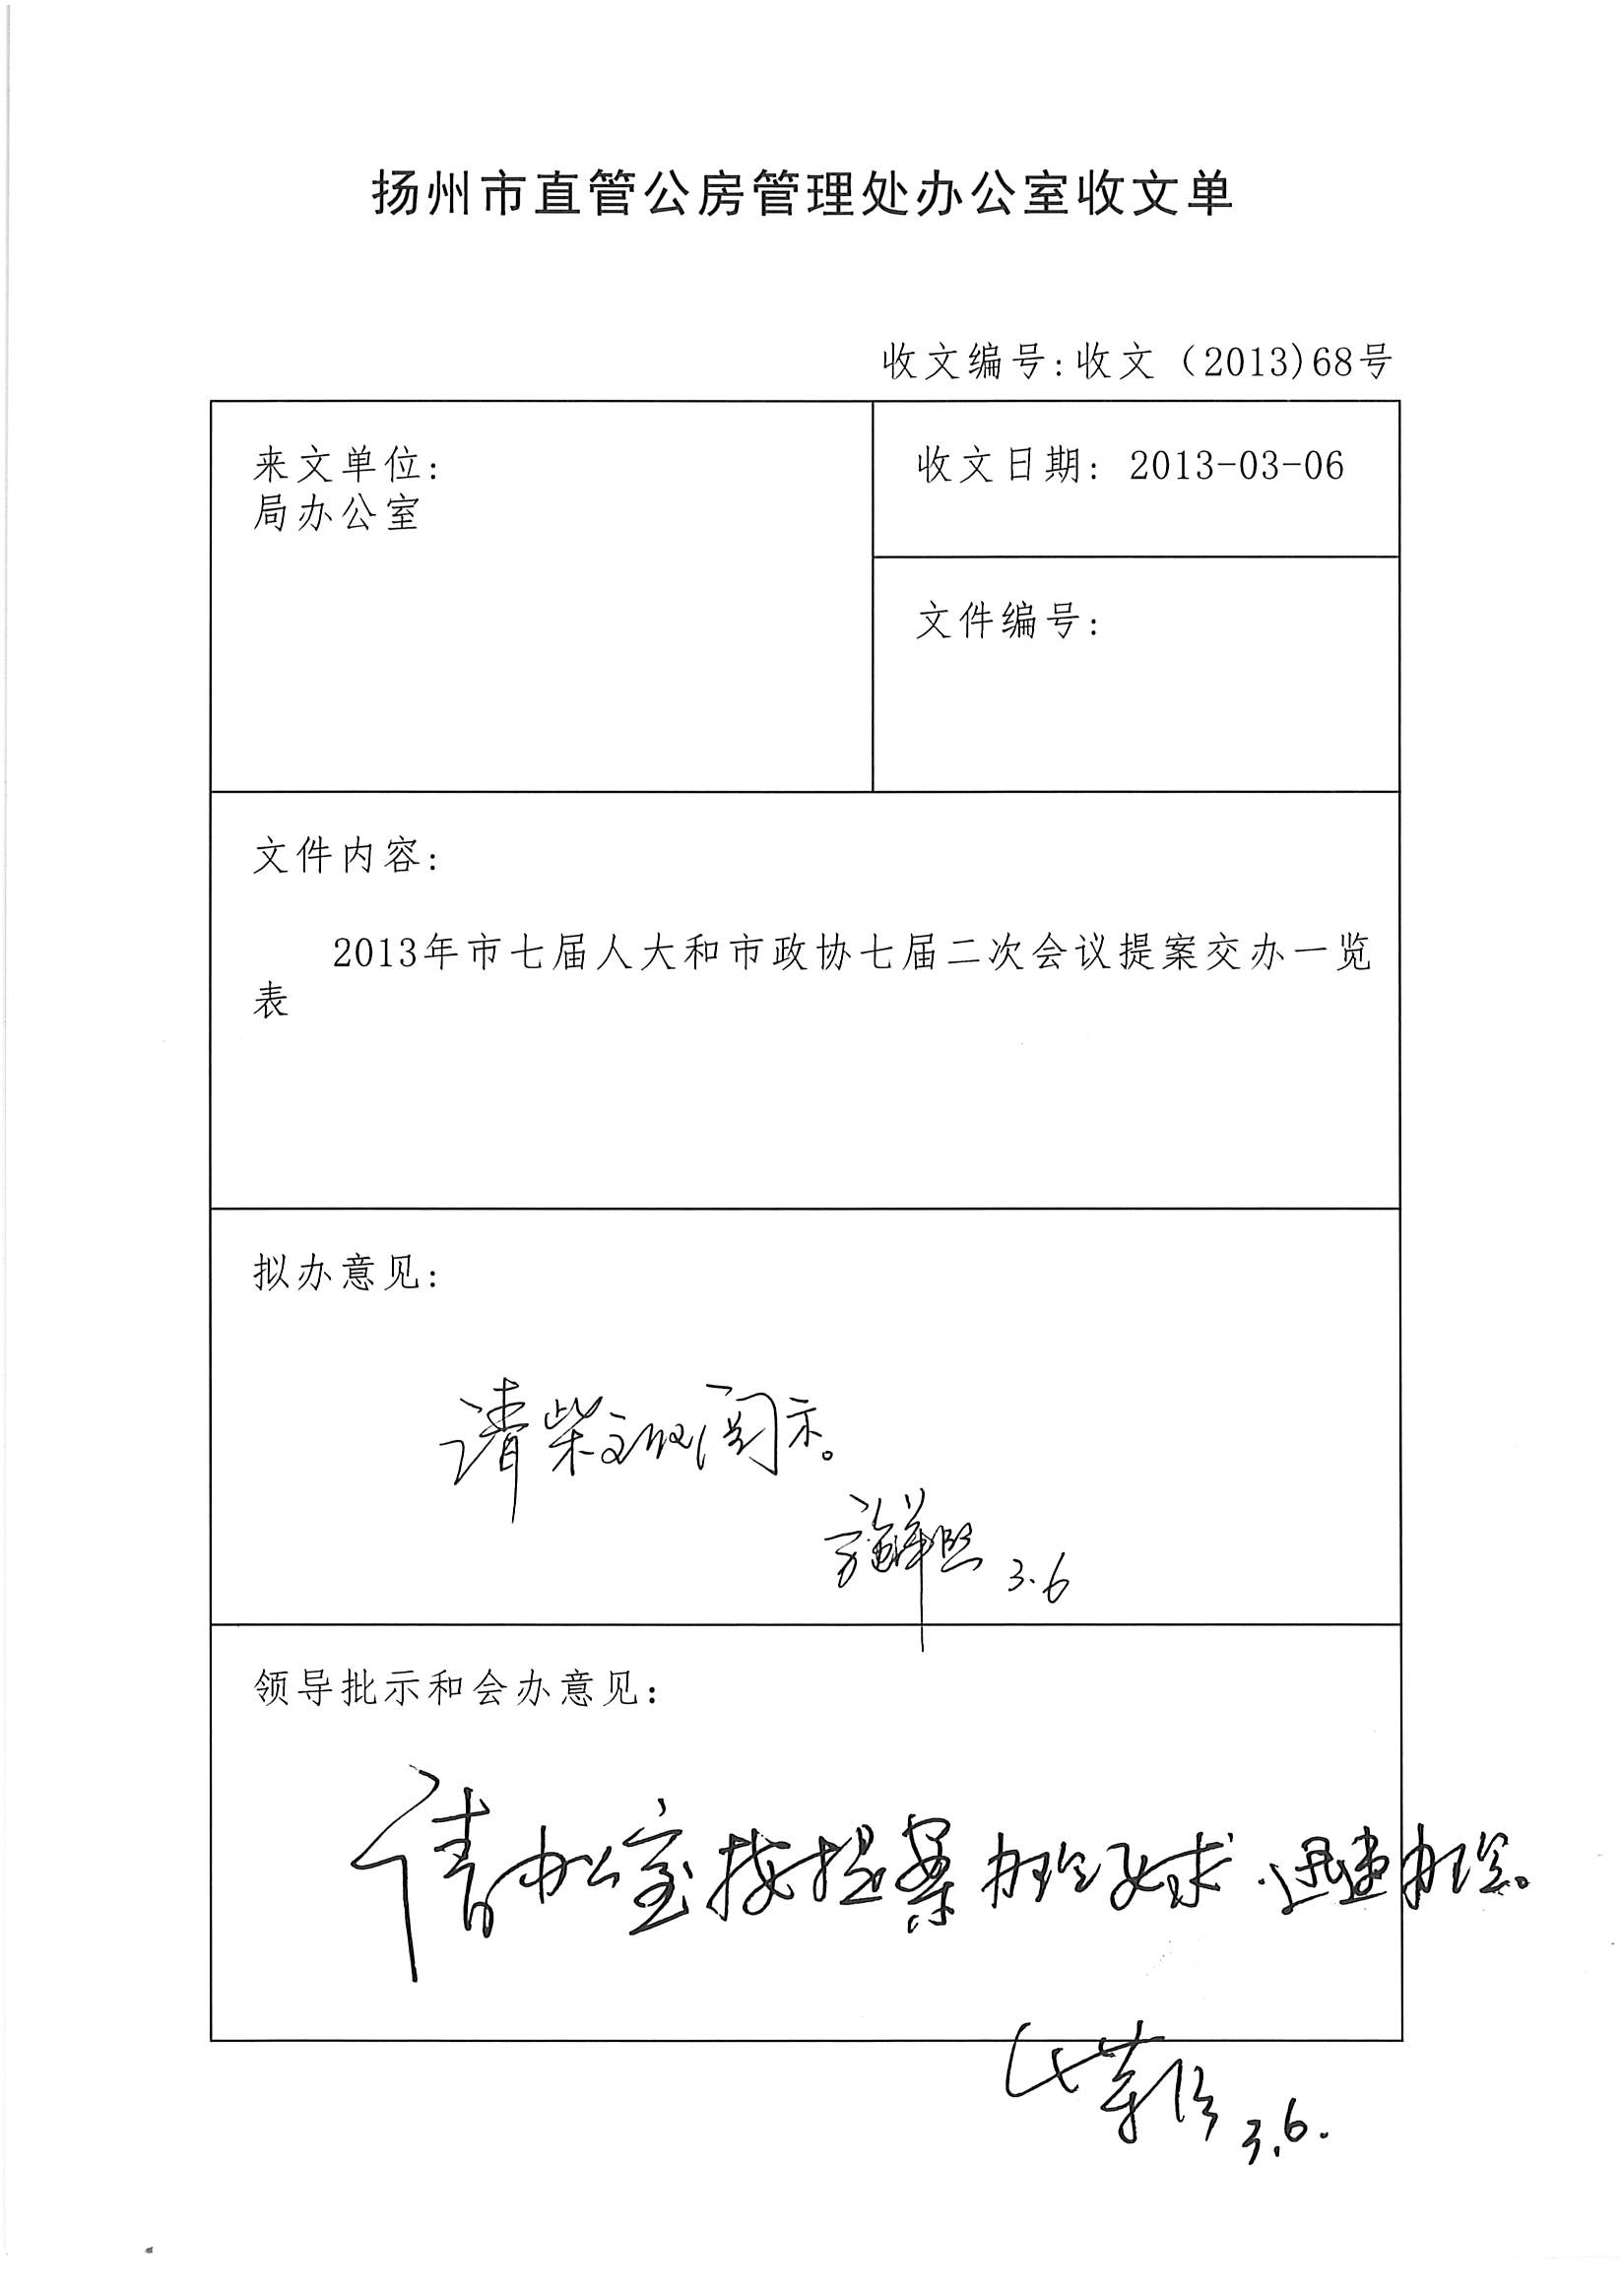 扬州市直管公房管理处办公室收文单
收文编号:收文（2013)68号
来文单位:
局办公室
收文日期: 2013-03-06
文件编号:
文件内容:
2013年市七届人大和市政协七届二次会议提案交办一览
表
拟办意见:
请柴阅示。
3.6
领导批示和会办意见:
请办公室按提案办理要求，迅速办理。
3.6.